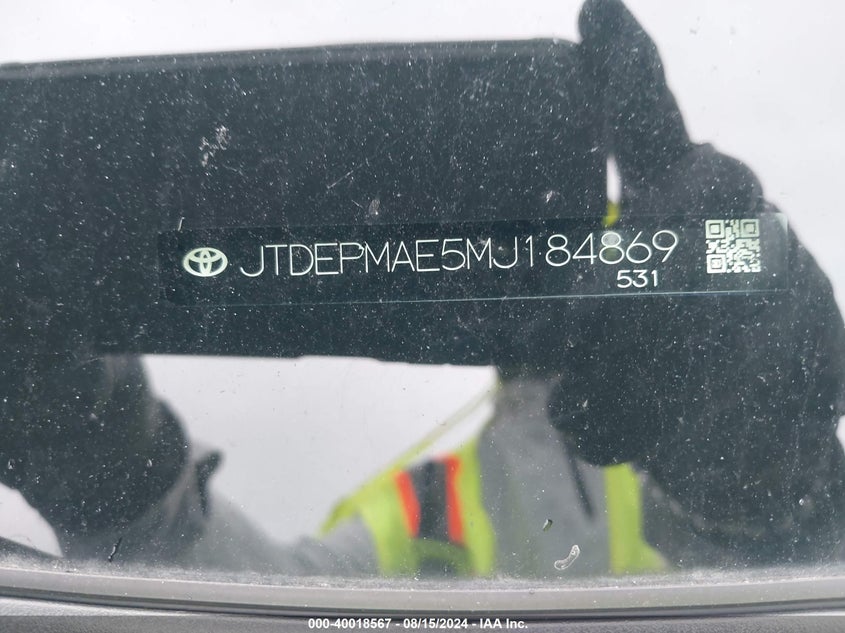 JTDEPMAE5MJ184869
531
000-40018567 - 08/15/2024 - IAA Inc.